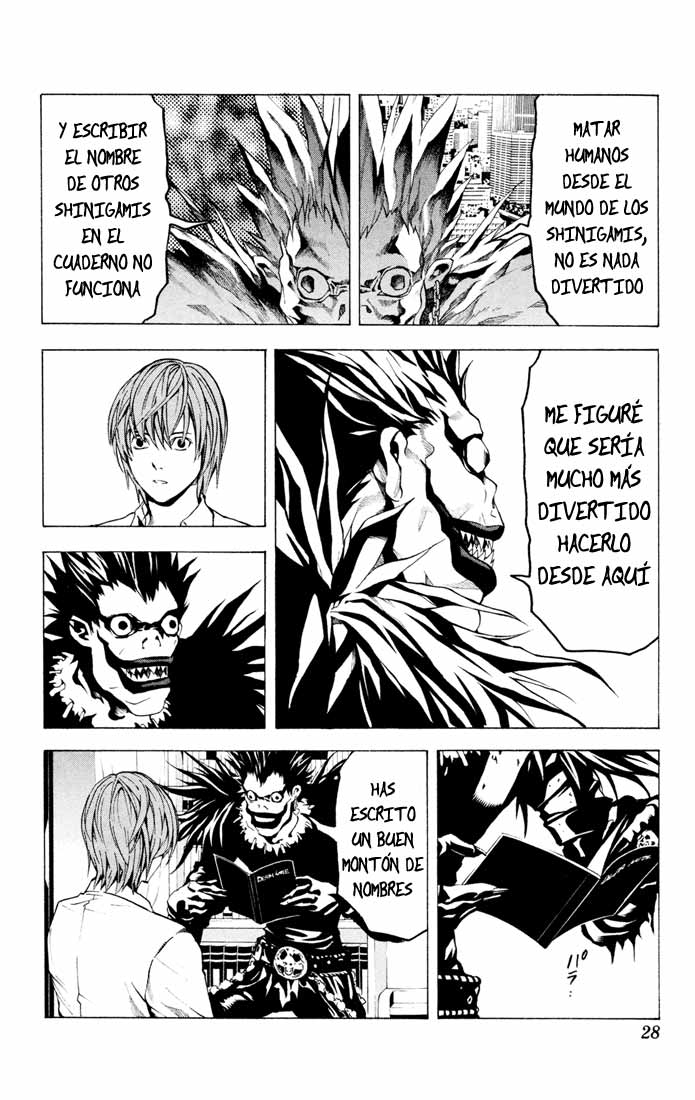 MATAR
HUMANOS
DESDE EL
MUNDO DE LOS
SHINIGAMIS,
NO ES NADA
DIVERTIDO
Y ESCRIBIR
EL NOMBRE
DE OTROS
SHINIGAMIS
EN EL
CUADERNO NO
FUNCIONA
ME FIGURÉ
QUE SERÍA
MUCHO MÁS
DIVERTIDO
HACERLO
DESDE AQUÍ
DEATH NOTE
パラ…
HAS
ESCRITO
UN BUEN
MONTÓN DE
NOMBRES
DEATH NOTE
28